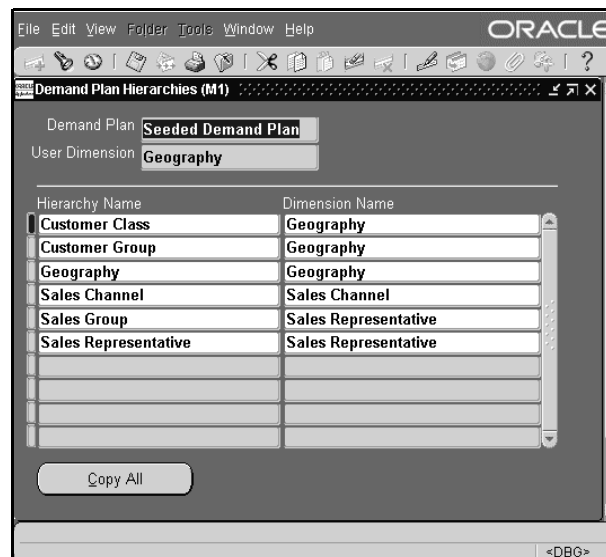 File Edit View Folder Tools Window Help
ORACLE
Demand Plan Hierarchies (M1)
Demand Plan Seeded Demand Plan
User Dimension Geography
Hierarchy Name Dimension Name
Customer Class Geography
Customer Group Geography
Geography Geography
Sales Channel Sales Channel
Sales Group Sales Representative
Sales Representative Sales Representative
Copy All
<DBG>